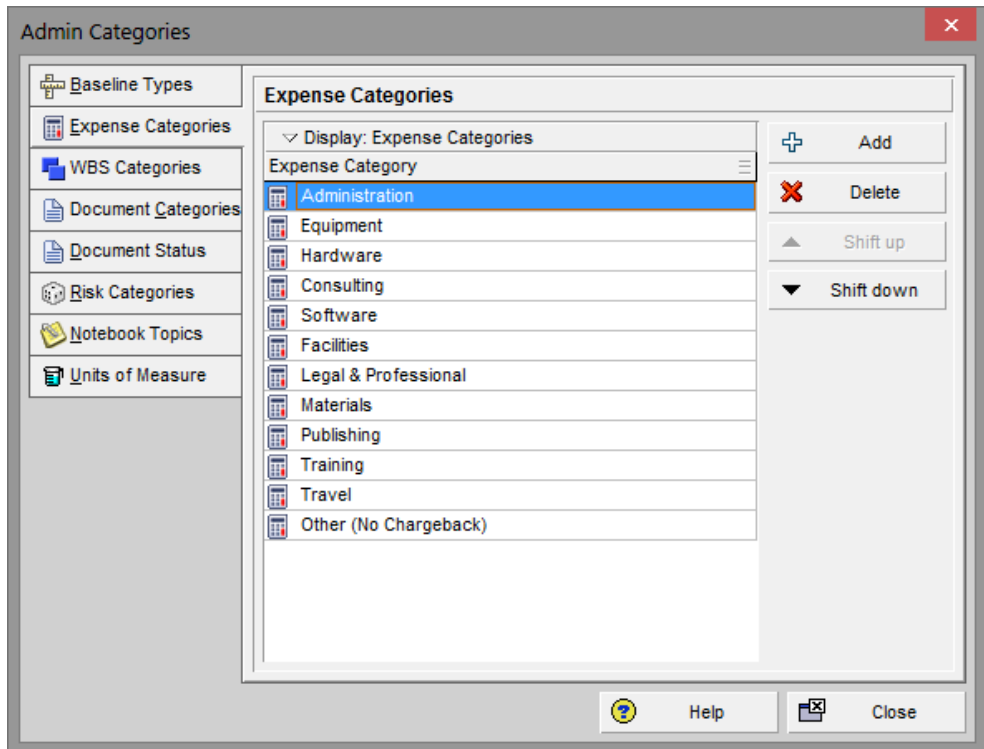 Admin Categories
Baseline Types
Expense Categories
WBS Categories
Document Categories
Document Status
Risk Categories
Notebook Topics
Units of Measure
Expense Categories
Display: Expense Categories
Expense Category
Administration
Equipment
Hardware
Consulting
Software
Facilities
Legal & Professional
Materials
Publishing
Training
Travel
Other (No Chargeback)
Add
Delete
Shift up
Shift down
Help
Close